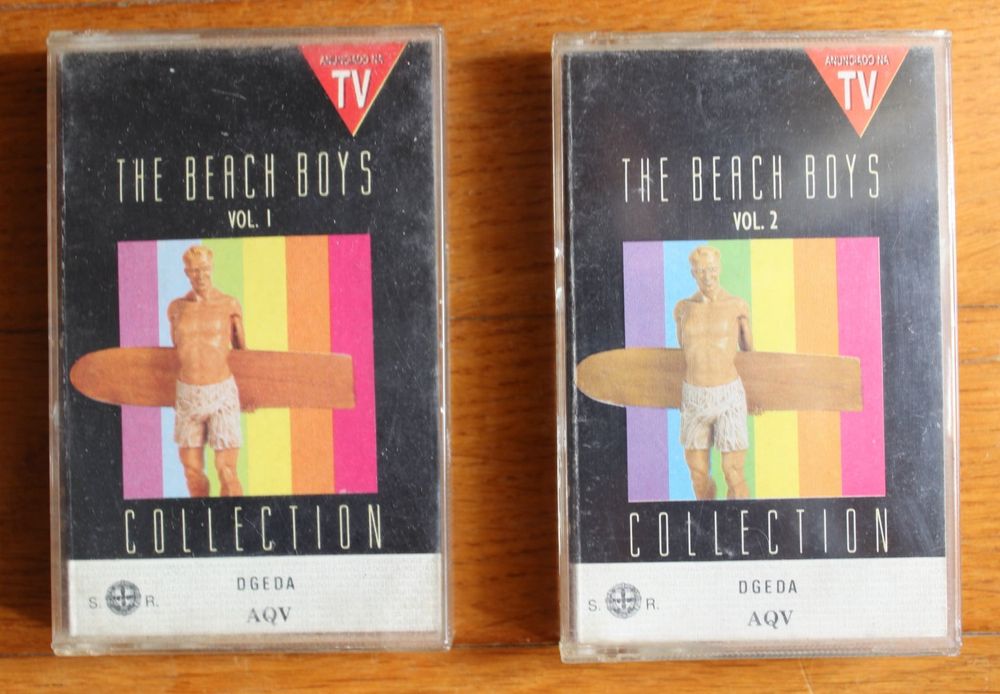 ANUNCIADO NA
TV
THE BEACH BOYS
VOL. 1
COLLECTION
DGEDA
S. R.
AQV
ANUNCIADO NA
TV
THE BEACH BOYS
VOL. 2
COLLECTION
DGEDA
S. R.
AQV